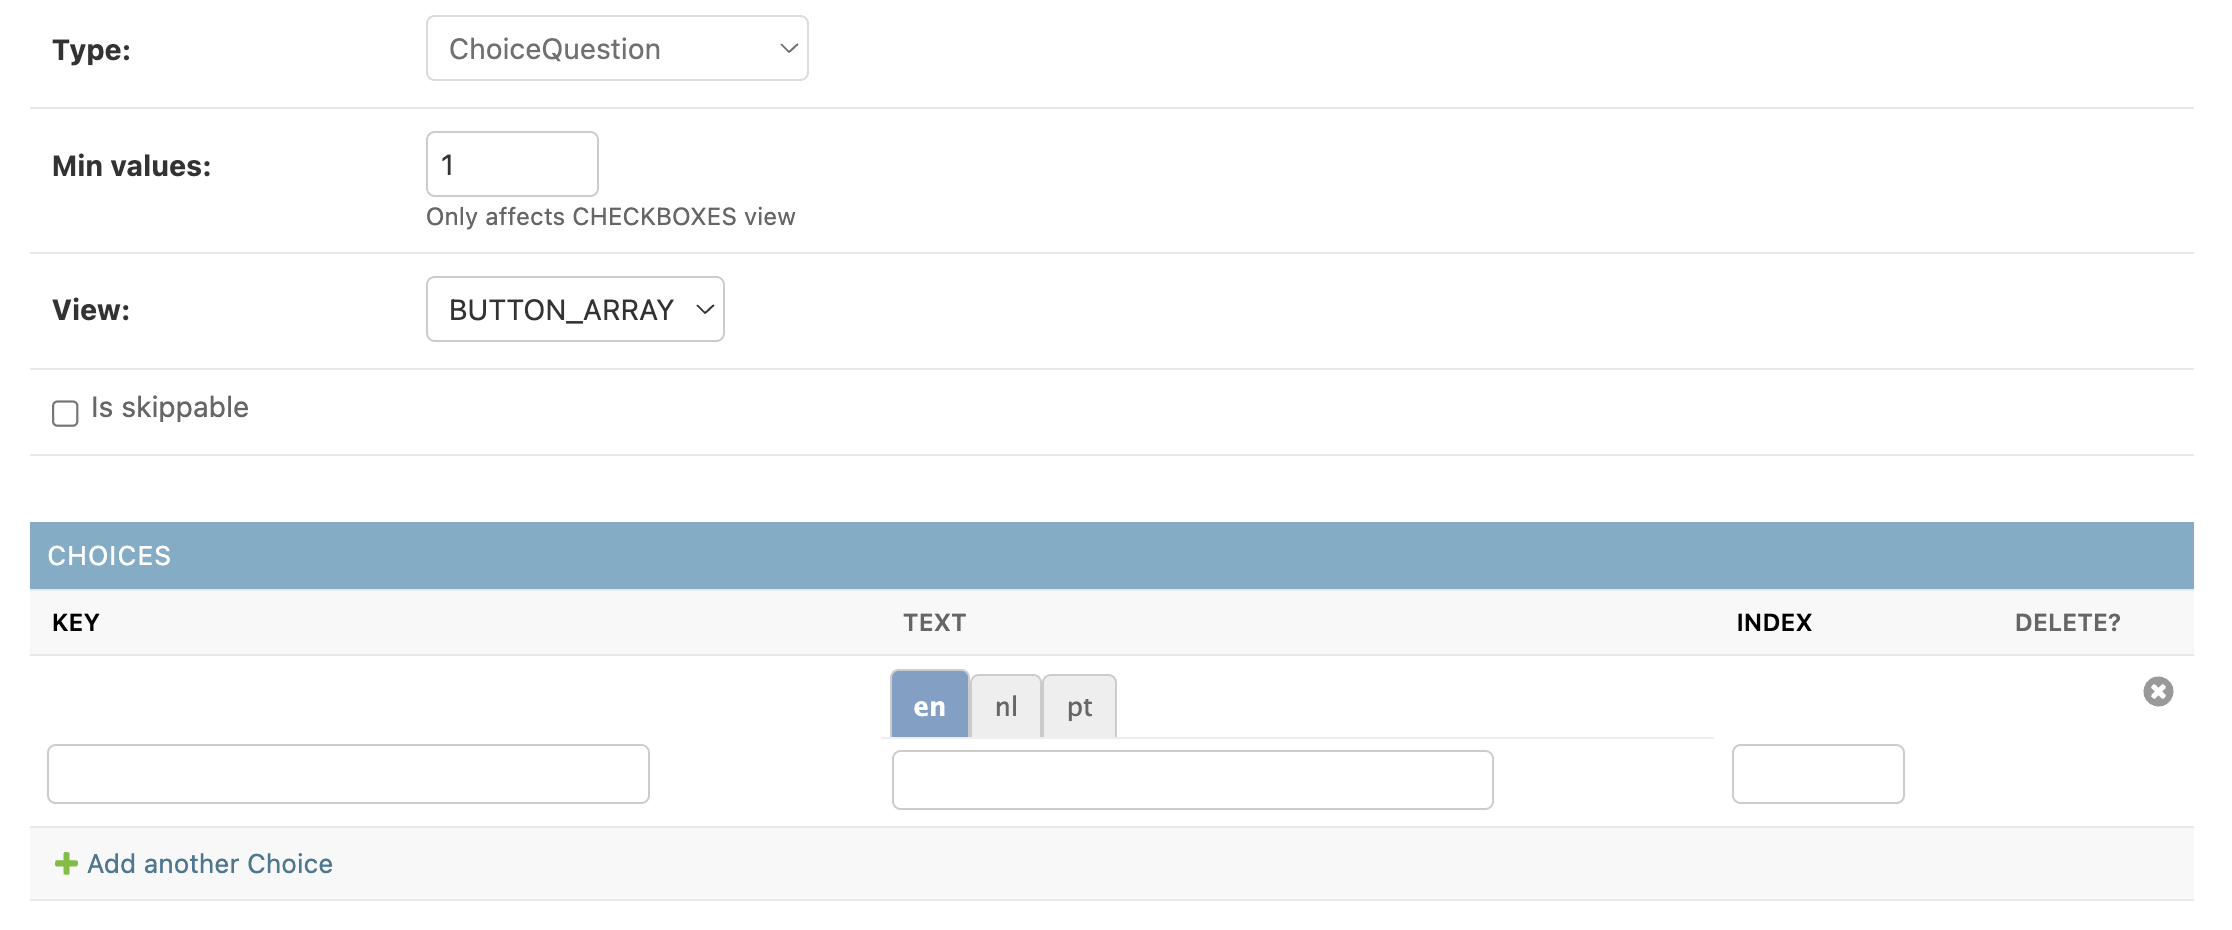 Type:
ChoiceQuestion
Min values:
1
Only affects CHECKBOXES view
View:
BUTTON_ARRAY
Is skippable
CHOICES
KEY TEXT INDEX DELETE?
en nl pt
Add another Choice